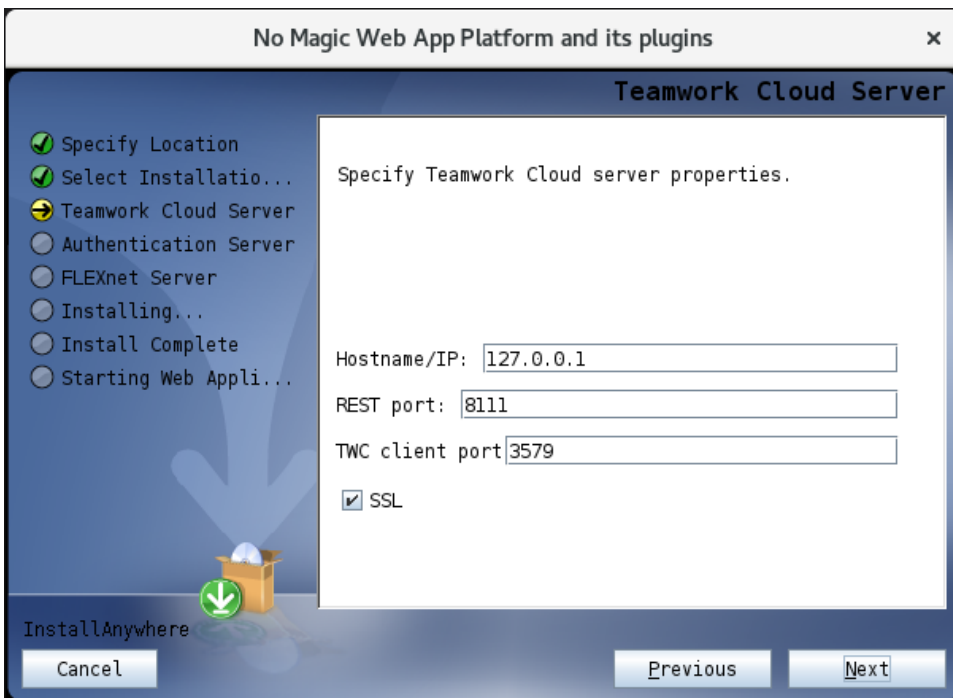 No Magic Web App Platform and its plugins
Teamwork Cloud Server
Specify Location
Select Installatio...
Teamwork Cloud Server
Authentication Server
FLEXnet Server
Installing...
Install Complete
Starting Web Appli...
Specify Teamwork Cloud server properties.
Hostname/IP: 127.0.0.1
REST port: 8111
TWC client port 3579
SSL
InstallAnywhere
Cancel Previous Next